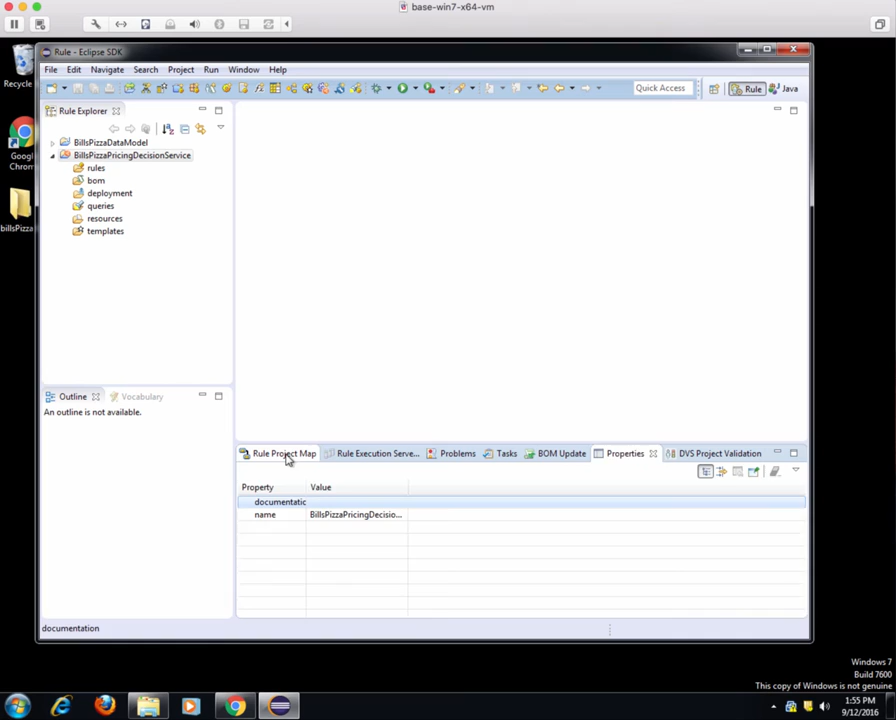 base-win7-x64-vm
Rule - Eclipse SDK
File Edit Navigate Search Project Run Window Help
Quick Access
Rule
Java
Rule Explorer
BillsPizzaDataModel
BillsPizzaPricingDecisionService
rules
bom
deployment
queries
resources
templates
Recycle
Googl
Chrom
billsPizza
Outline
Vocabulary
An outline is not available.
Rule Project Map
Rule Execution Serve...
Problems
Tasks
BOM Update
Properties
DVS Project Validation
Property Value
documentatic
name BillsPizzaPricingDecisio...
documentation
Windows 7
Build 7600
This copy of Windows is not genuine
1:55 PM
9/12/2016